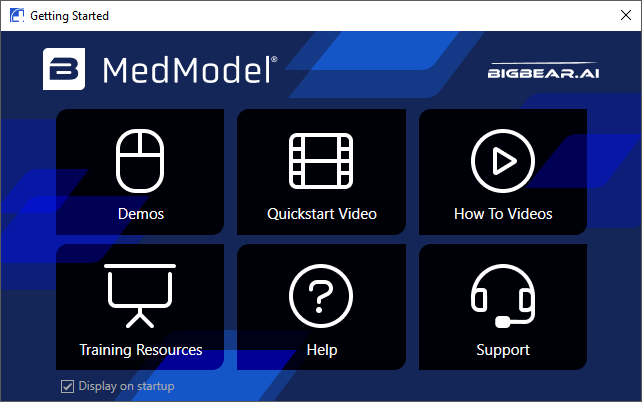 Getting Started
MedModel®
BIGBEAR.AI
Demos
Quickstart Video
How To Videos
Training Resources
Help
Support
Display on startup